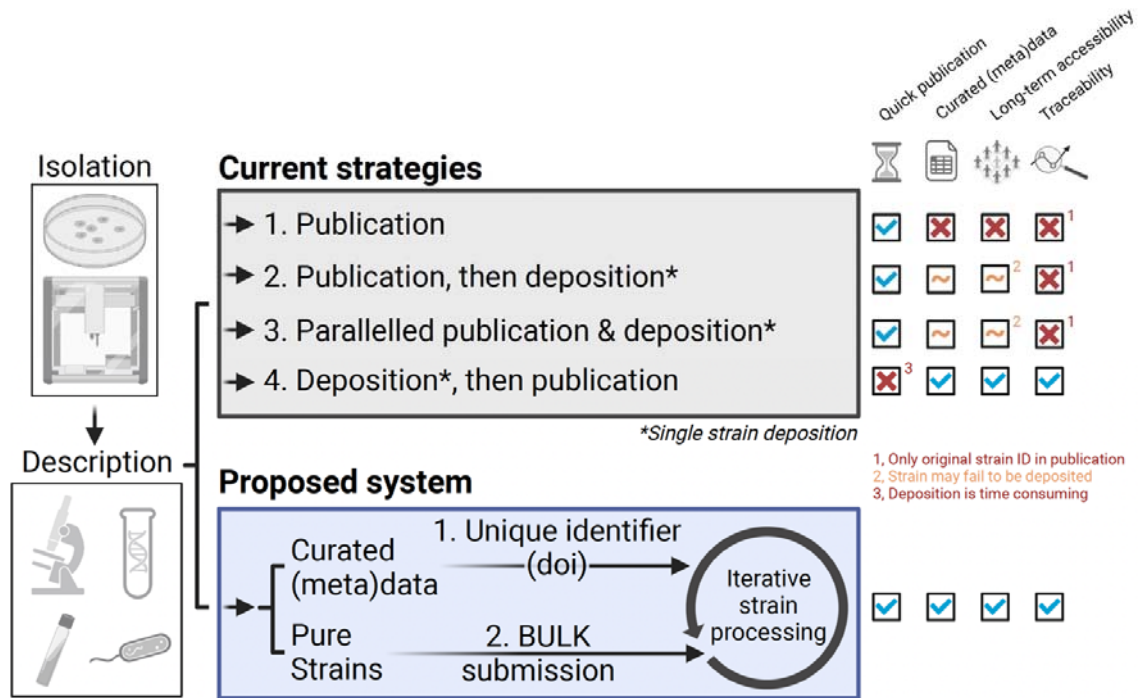 Quick publication
Curated (meta)data
Long-term accessibility
Traceability
Isolation
Current strategies
1. Publication
1
2. Publication, then deposition*
~
~ 2
1
3. Parallelled publication & deposition*
~
~ 2
1
4. Deposition*, then publication
3
*Single strain deposition
Description
1, Only original strain ID in publication
2, Strain may fail to be deposited
3, Deposition is time consuming
Proposed system
Curated
(meta)data
1. Unique identifier
(doi)
Iterative
strain
processing
Pure
Strains
2. BULK
submission